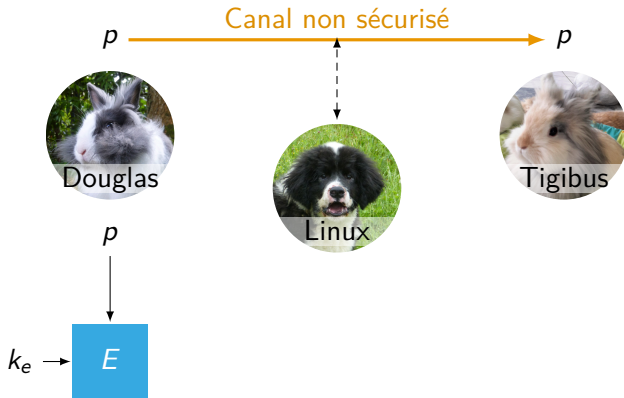 Canal non sécurisé
p p
Douglas
Linux
Tigibus
p
k_e E